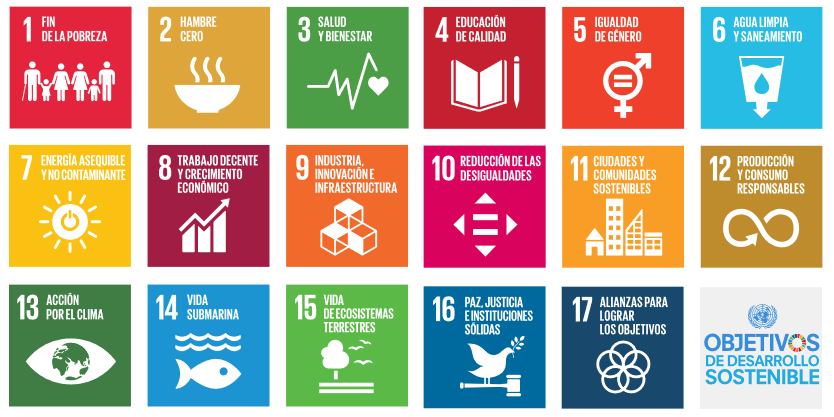 1 FIN
DE LA POBREZA
2 HAMBRE
CERO
3 SALUD
Y BIENESTAR
4 EDUCACIÓN
DE CALIDAD
5 IGUALDAD
DE GÉNERO
6 AGUA LIMPIA
Y SANEAMIENTO
7 ENERGÍA ASEQUIBLE
Y NO CONTAMINANTE
8 TRABAJO DECENTE
Y CRECIMIENTO
ECONÓMICO
9 INDUSTRIA,
INNOVACIÓN E
INFRAESTRUCTURA
10 REDUCCIÓN DE LAS
DESIGUALDADES
11 CIUDADES Y
COMUNIDADES
SOSTENIBLES
12 PRODUCCIÓN
Y CONSUMO
RESPONSABLES
13 ACCIÓN
POR EL CLIMA
14 VIDA
SUBMARINA
15 VIDA
DE ECOSISTEMAS
TERRESTRES
16 PAZ, JUSTICIA
E INSTITUCIONES
SÓLIDAS
17 ALIANZAS PARA
LOGRAR
LOS OBJETIVOS
OBJETIVOS
DE DESARROLLO
SOSTENIBLE